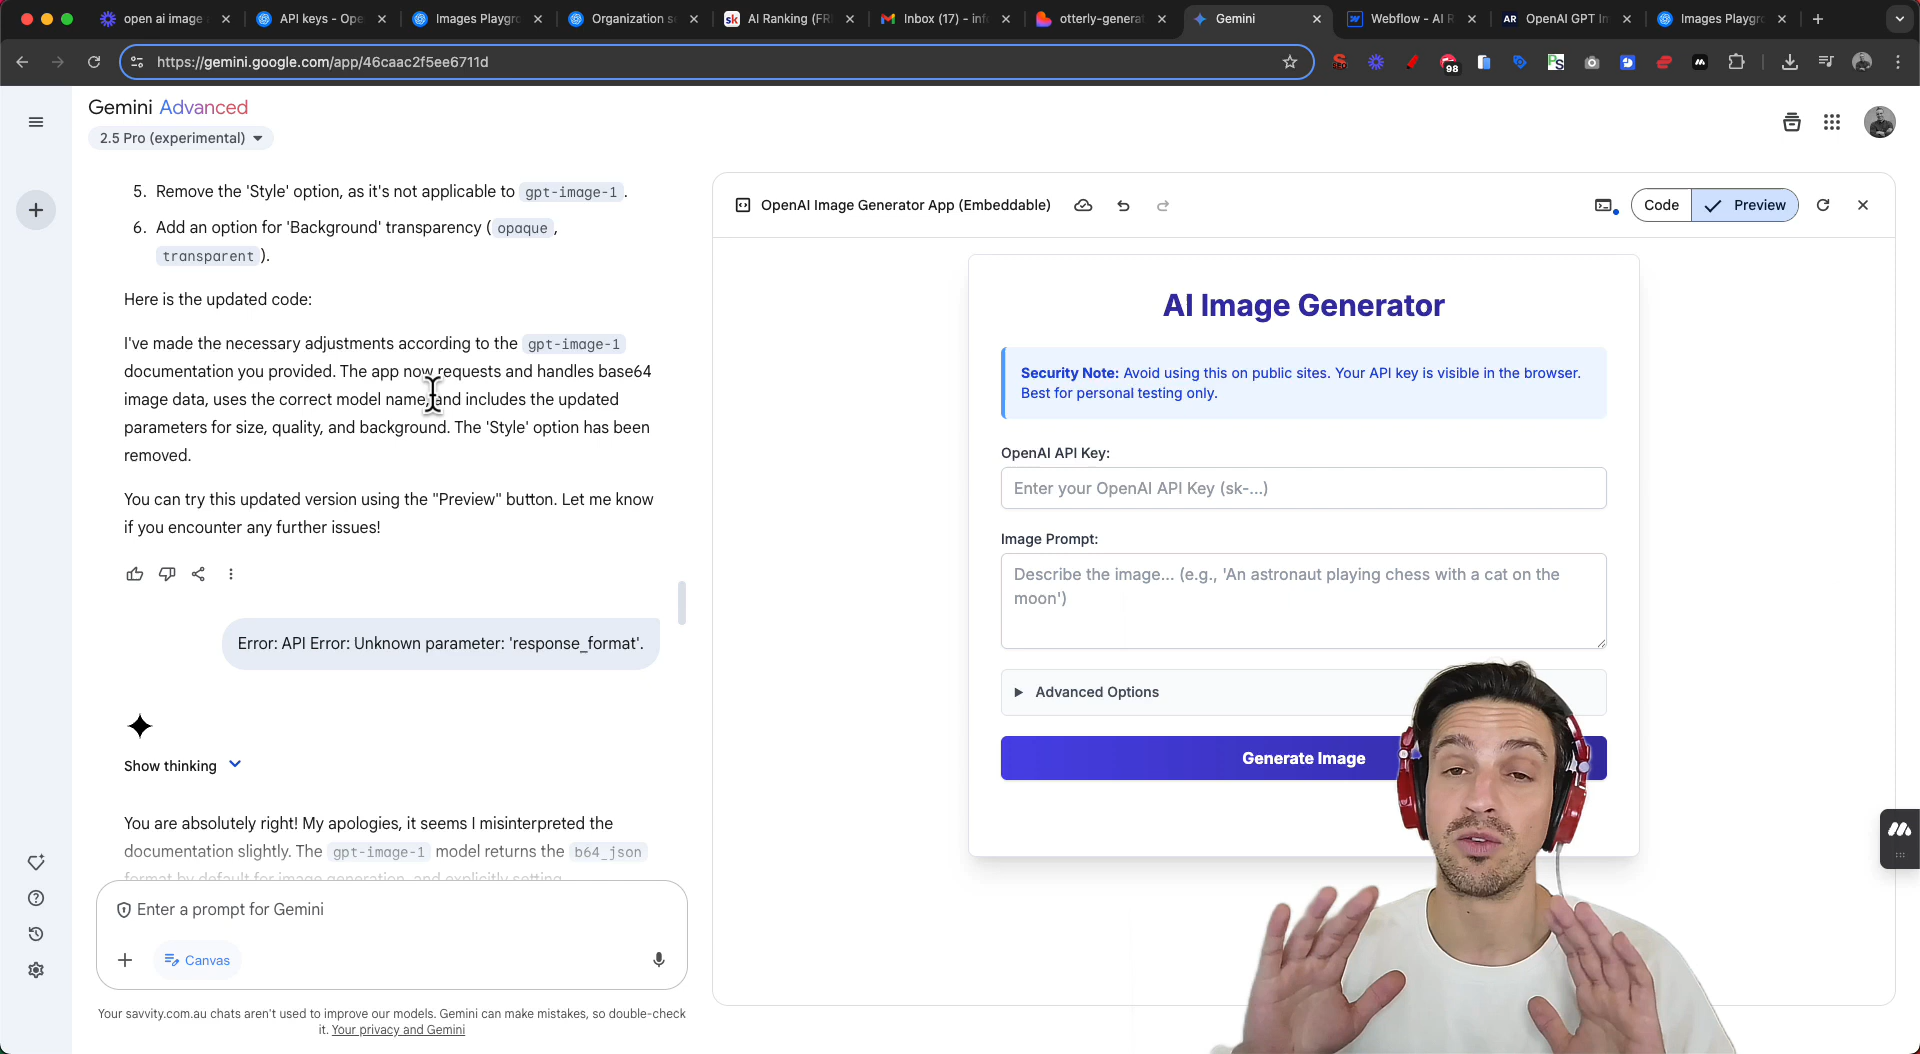 open ai image
API keys - Ope
Images Playgr
Organization s
AI Ranking (FR
Inbox (17) - inf
otterly-genera
Gemini
Webflow - AI R
OpenAI GPT Im
Images Playgr
https://gemini.google.com/app/46caac2f5ee6711d
98
Gemini Advanced
2.5 Pro (experimental)
5. Remove the 'Style' option, as it's not applicable to gpt-image-1 .
6. Add an option for 'Background' transparency ( opaque ,
transparent ).
Here is the updated code:
I've made the necessary adjustments according to the gpt-image-1
documentation you provided. The app now requests and handles base64
image data, uses the correct model name, and includes the updated
parameters for size, quality, and background. The 'Style' option has been
removed.
You can try this updated version using the "Preview" button. Let me know
if you encounter any further issues!
Error: API Error: Unknown parameter: 'response_format'.
Show thinking
You are absolutely right! My apologies, it seems I misinterpreted the
documentation slightly. The gpt-image-1 model returns the b64_json
format by default for image generation, and explicitly setting
Enter a prompt for Gemini
Canvas
Your savvity.com.au chats aren't used to improve our models. Gemini can make mistakes, so double-check
it. Your privacy and Gemini
OpenAI Image Generator App (Embeddable)
Code
Preview
AI Image Generator
Security Note: Avoid using this on public sites. Your API key is visible in the browser.
Best for personal testing only.
OpenAI API Key:
Enter your OpenAI API Key (sk-...)
Image Prompt:
Describe the image... (e.g., 'An astronaut playing chess with a cat on the
moon')
Advanced Options
Generate Image